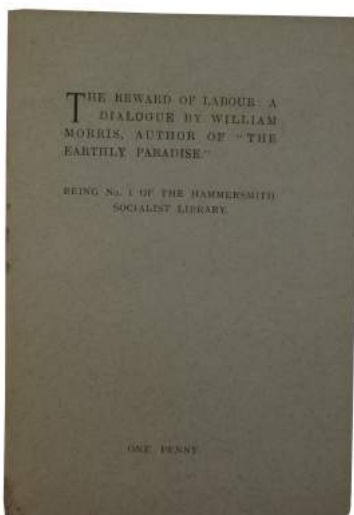 THE REWARD OF LABOUR: A
DIALOGUE BY WILLIAM
MORRIS, AUTHOR OF "THE
EARTHLY PARADISE."
BEING No. 1 OF THE HAMMERSMITH
SOCIALIST LIBRARY.
ONE PENNY